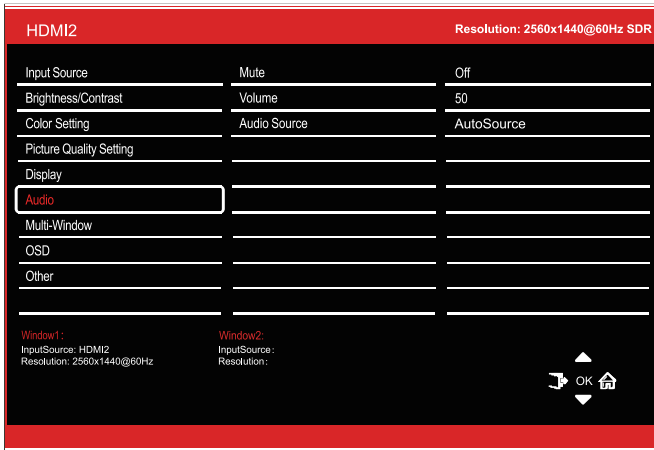 HDMI2 Resolution: 2560x1440@60Hz SDR
Input Source Mute Off
Brightness/Contrast Volume 50
Color Setting Audio Source AutoSource
Picture Quality Setting
Display
Audio
Multi-Window
OSD
Other
Window1: Window2:
InputSource: HDMI2 InputSource:
Resolution: 2560x1440@60Hz Resolution:
OK